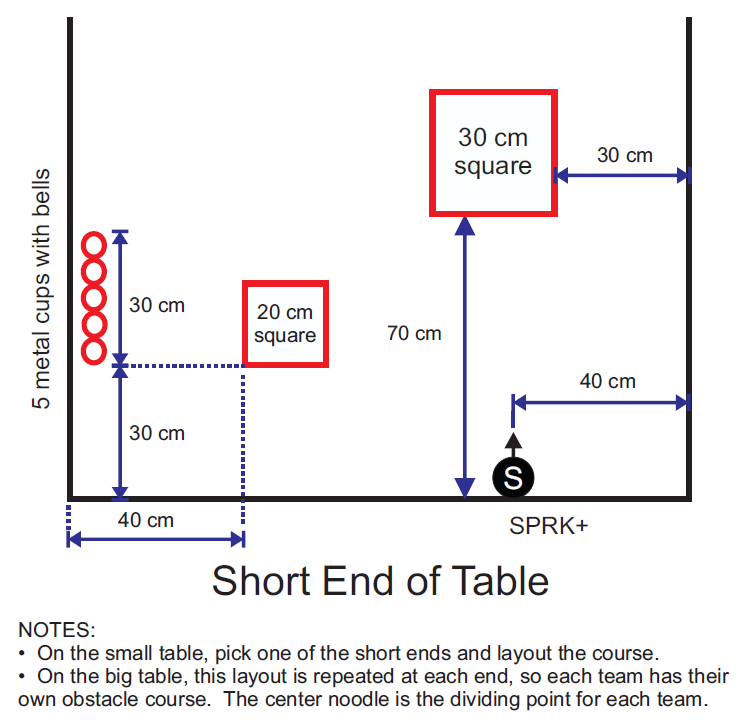 30 cm
square
30 cm
5 metal cups with bells
30 cm
20 cm
square
70 cm
40 cm
30 cm
S
40 cm
SPRK+
Short End of Table
NOTES:
• On the small table, pick one of the short ends and layout the course.
• On the big table, this layout is repeated at each end, so each team has their
own obstacle course. The center noodle is the dividing point for each team.